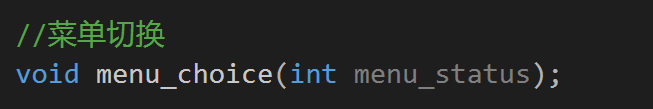 //菜单切换
void menu_choice(int menu_status);